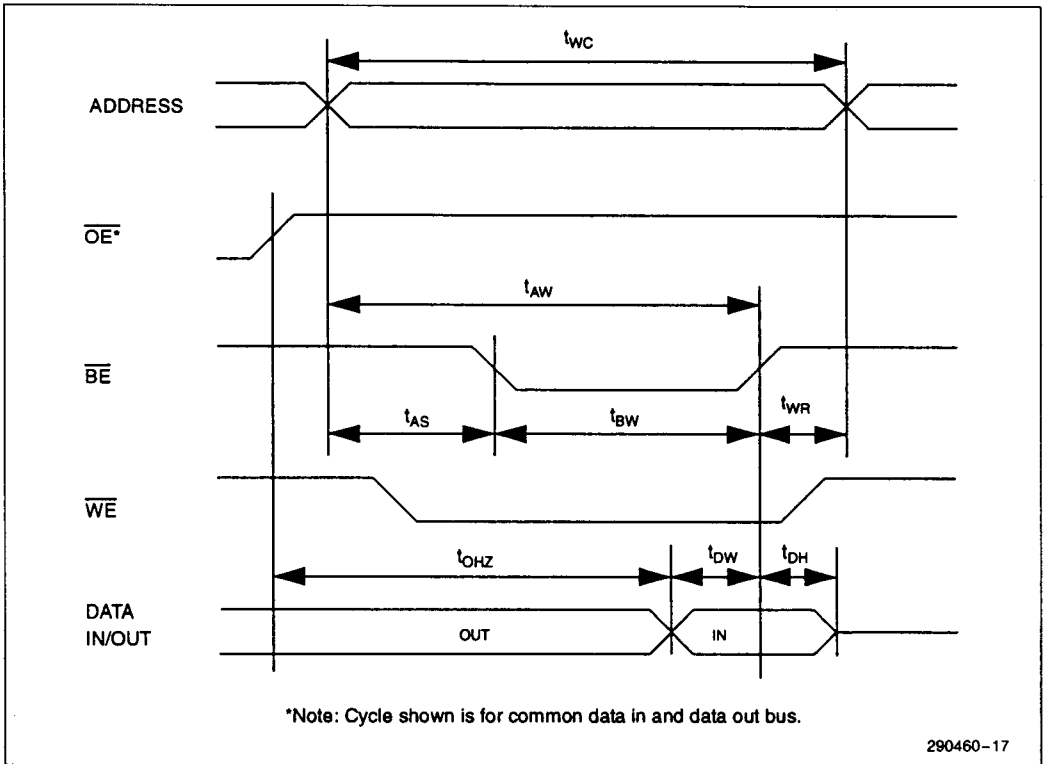 tWC
ADDRESS
OE*
tAW
BE
tAS
tBW
tWR
WE
tOHZ
tDW
tDH
DATA
IN/OUT
OUT
IN
*Note: Cycle shown is for common data in and data out bus.
290460-17